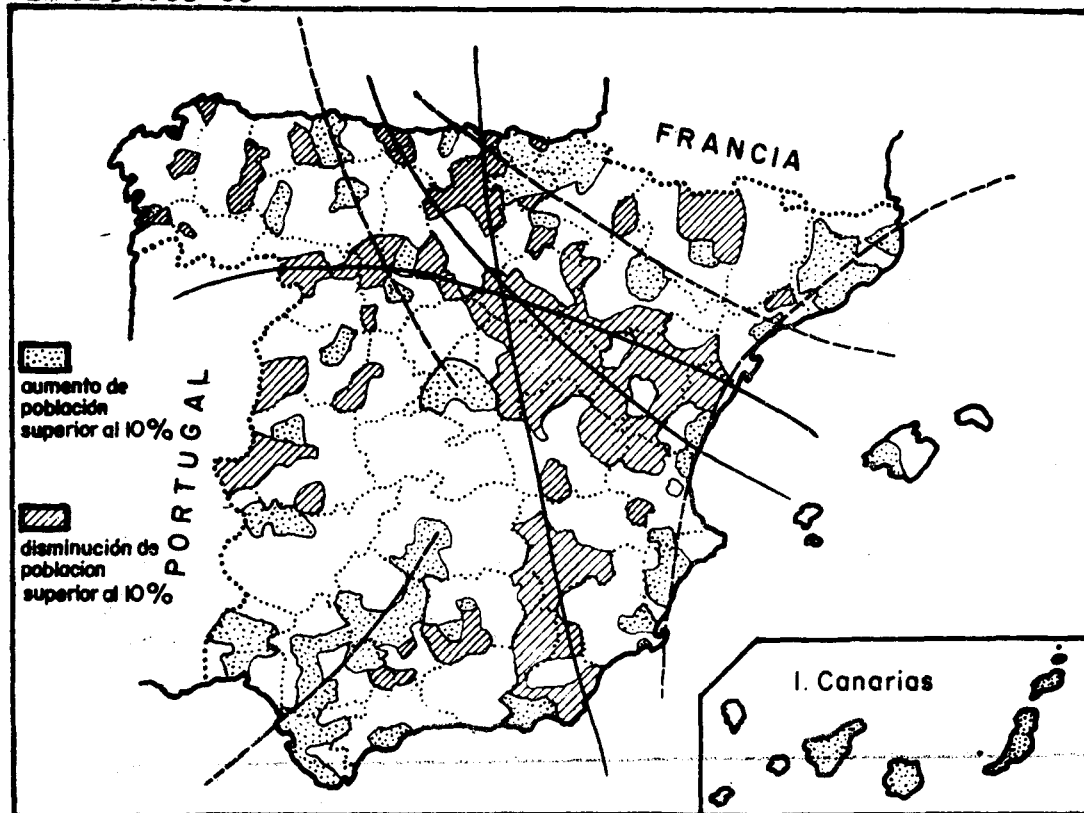 FRANCIA
aumento de
población
superior al 10%
PORTUGAL
disminución de
poblacion
superior al 10%
I. Canarias